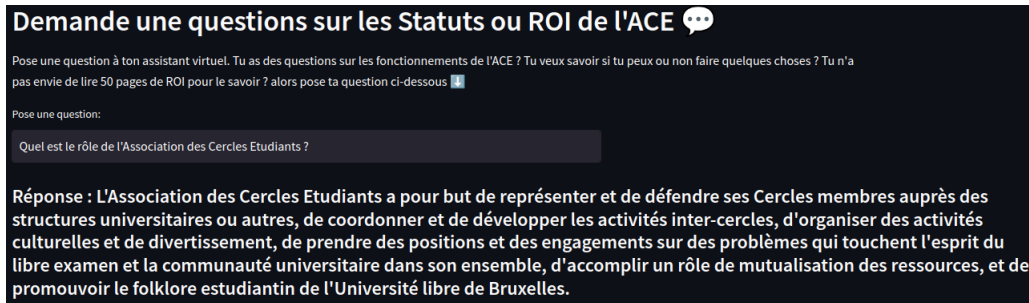 Demande une questions sur les Statuts ou ROI de l'ACE 💬
Pose une question à ton assistant virtuel. Tu as des questions sur les fonctionnements de l'ACE ? Tu veux savoir si tu peux ou non faire quelques choses ? Tu n'a
pas envie de lire 50 pages de ROI pour le savoir ? alors pose ta question ci-dessous ⬇️
Pose une question:
Quel est le rôle de l'Association des Cercles Etudiants ?
Réponse : L'Association des Cercles Etudiants a pour but de représenter et de défendre ses Cercles membres auprès des
structures universitaires ou autres, de coordonner et de développer les activités inter-cercles, d'organiser des activités
culturelles et de divertissement, de prendre des positions et des engagements sur des problèmes qui touchent l'esprit du
libre examen et la communauté universitaire dans son ensemble, d'accomplir un rôle de mutualisation des ressources, et de
promouvoir le folklore estudiantin de l'Université libre de Bruxelles.